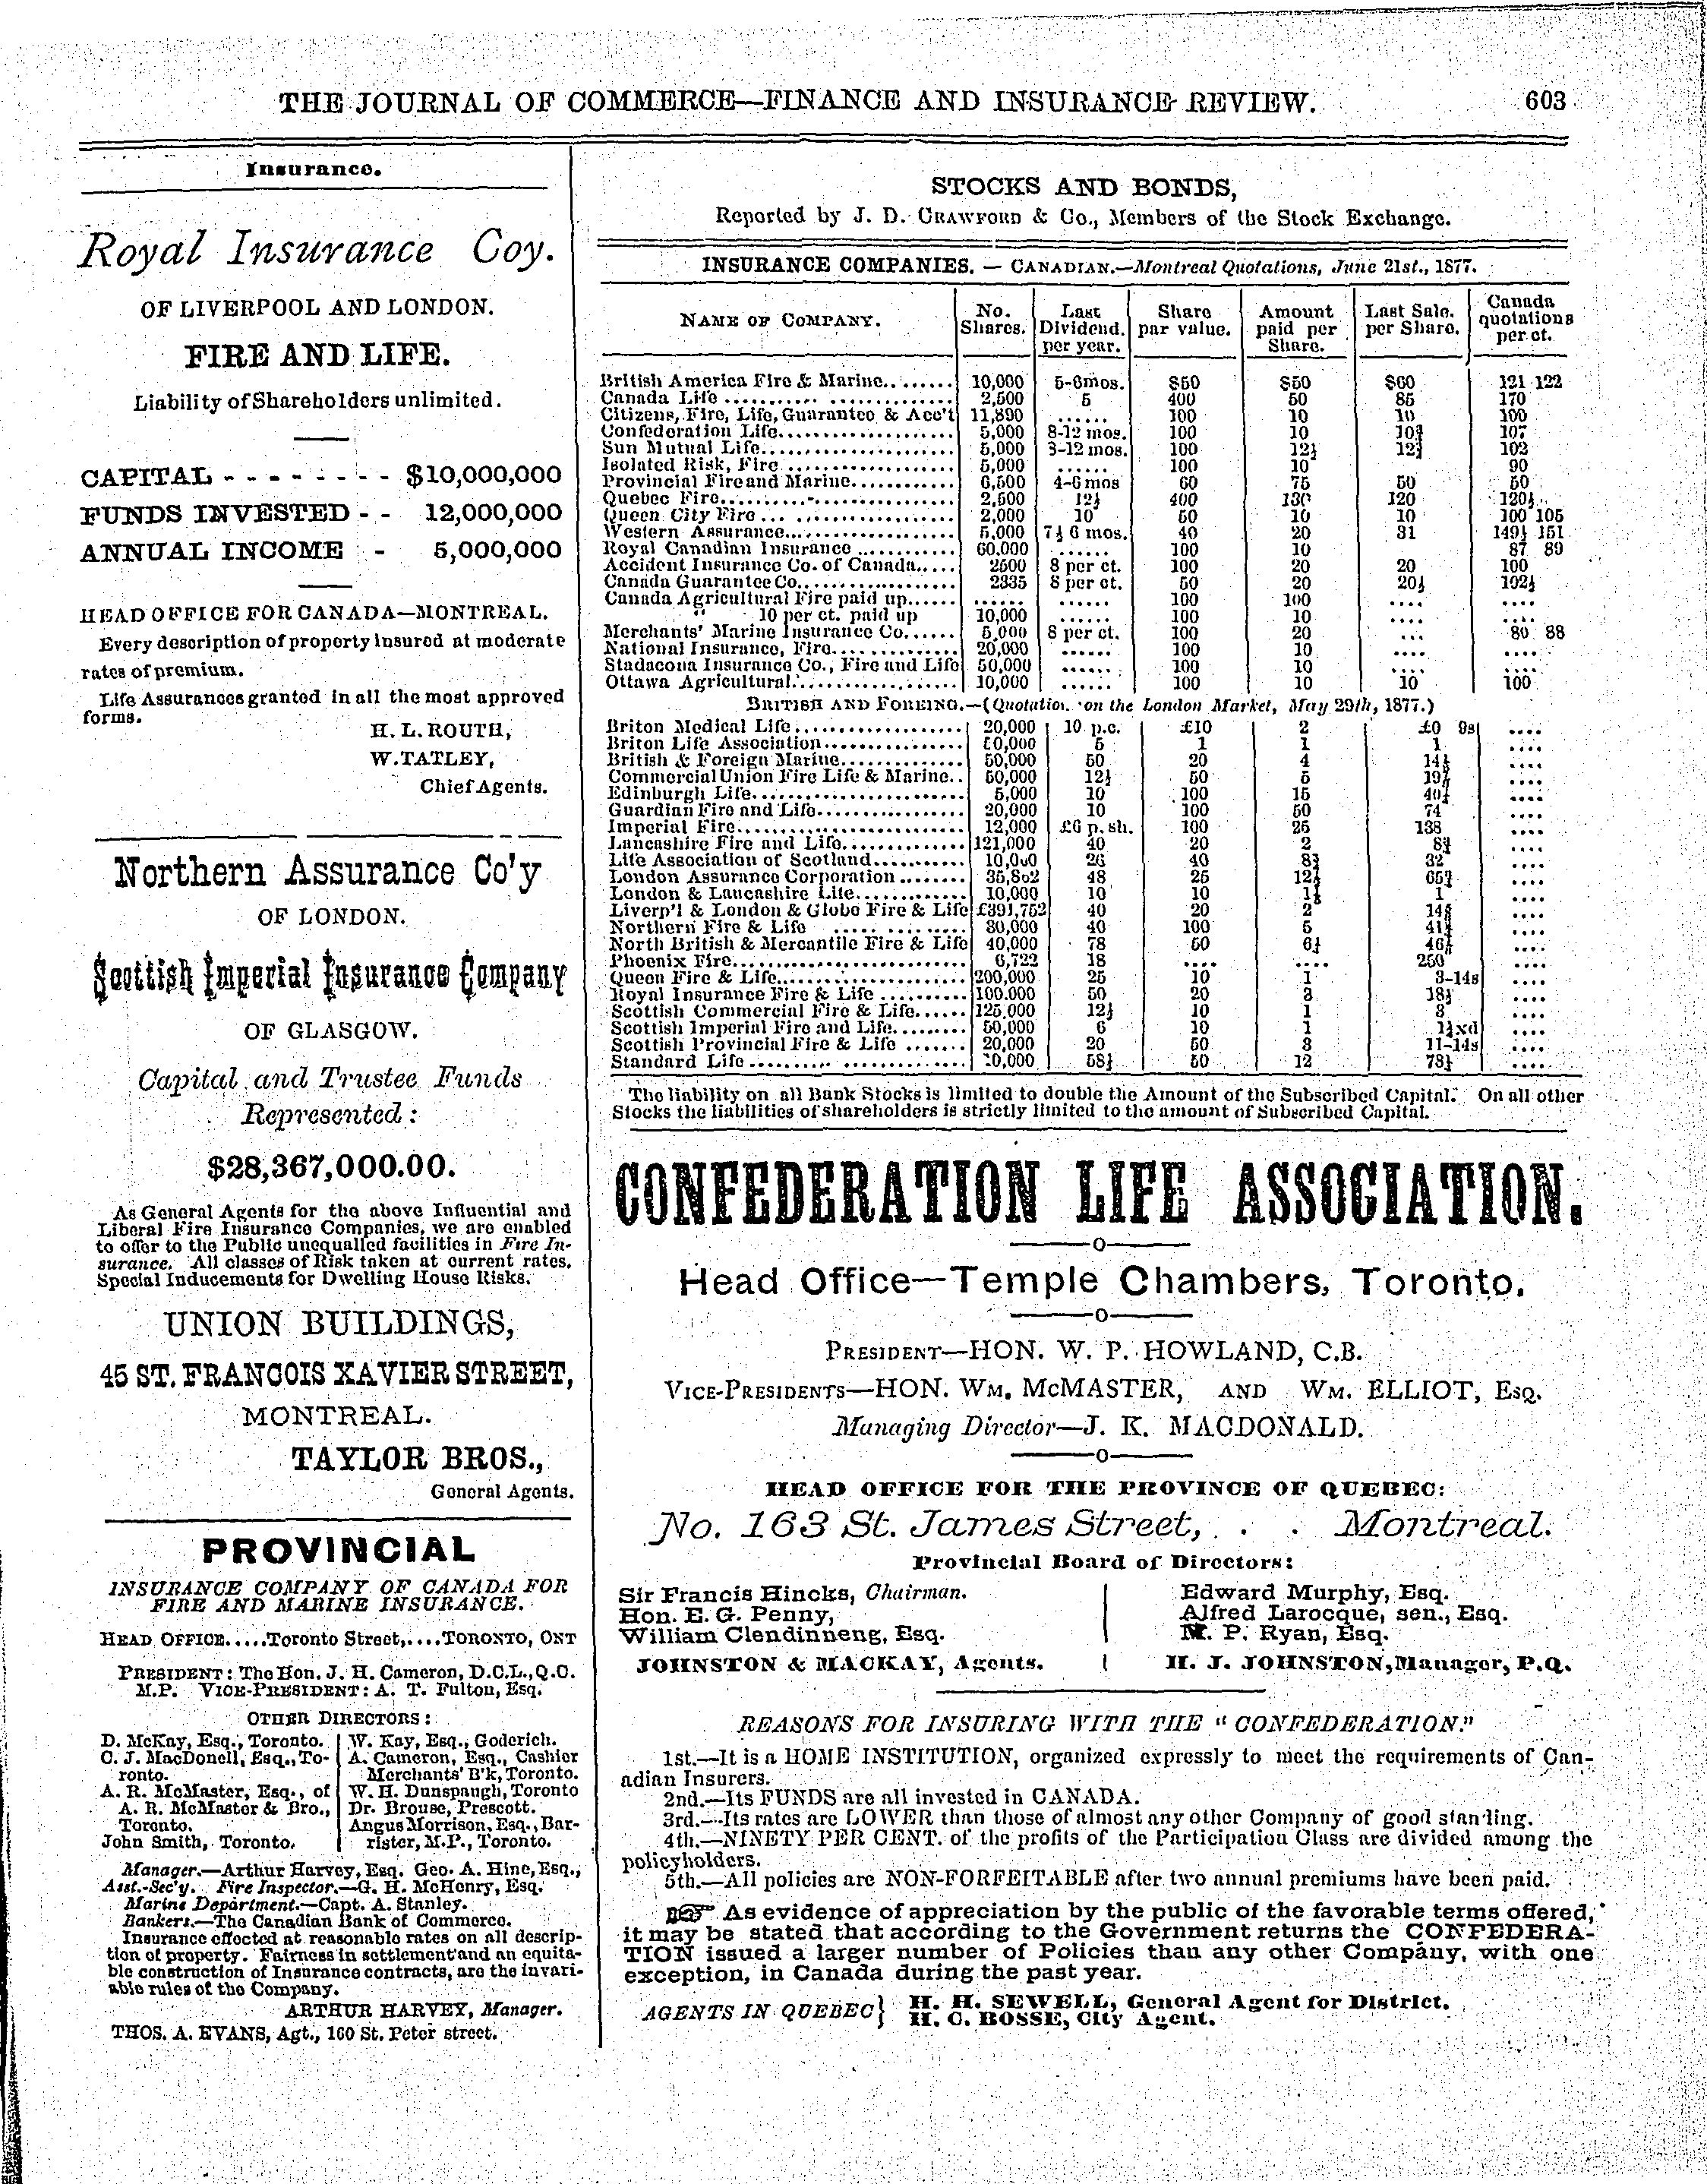 THE JOURNAL OF COMMERCE—FINANCE AND INSURANCE REVIEW. 603
Insurance.
Royal Insurance Coy.
OF LIVERPOOL AND LONDON.
FIRE AND LIFE.
Liability of Shareholders unlimited.
CAPITAL - - - - - - - - $10,000,000
FUNDS INVESTED - - 12,000,000
ANNUAL INCOME - 5,000,000
HEAD OFFICE FOR CANADA—MONTREAL.
Every description of property insured at moderate
rates of premium.
Life Assurances granted in all the most approved
forms.
H. L. ROUTH,
W. TATLEY,
Chief Agents.
Northern Assurance Co'y
OF LONDON.
Scottish Imperial Insurance Company
OF GLASGOW.
Capital and Trustee Funds
Represented:
$28,367,000.00.
As General Agents for the above Influential and
Liberal Fire Insurance Companies, we are enabled
to offer to the Public unequalled facilities in Fire In-
surance. All classes of Risk taken at current rates.
Special Inducements for Dwelling House Risks.
UNION BUILDINGS,
45 ST. FRANCOIS XAVIER STREET,
MONTREAL.
TAYLOR BROS.,
General Agents.
PROVINCIAL
INSURANCE COMPANY OF CANADA FOR
FIRE AND MARINE INSURANCE.
HEAD OFFICE.....Toronto Street,....TORONTO, ONT
PRESIDENT: The Hon. J. H. Cameron, D.C.L., Q.C.
M.P. VICE-PRESIDENT: A. T. Fulton, Esq.
OTHER DIRECTORS:
D. McKay, Esq., Toronto.
C. J. MacDonell, Esq., To-
ronto.
A. R. McMaster, Esq., of
A. R. McMaster & Bro.,
Toronto.
John Smith, Toronto.
W. Kay, Esq., Goderich.
A. Cameron, Esq., Cashier
Merchants' B'k, Toronto.
W. H. Dunspaugh, Toronto
Dr. Brouse, Prescott.
Angus Morrison, Esq., Bar-
rister, M.P., Toronto.
Manager.—Arthur Harvey, Esq. Geo. A. Hine, Esq.,
Asst.-Sec'y. Fire Inspector.—G. H. McHenry, Esq.
Marine Department.—Capt. A. Stanley.
Bankers.—The Canadian Bank of Commerce.
Insurance effected at reasonable rates on all descrip-
tion of property. Fairness in settlement and an equita-
ble construction of Insurance contracts, are the invari-
able rules of the Company.
ARTHUR HARVEY, Manager.
THOS. A. EVANS, Agt., 160 St. Peter street.
STOCKS AND BONDS,
Reported by J. D. CRAWFORD & Co., Members of the Stock Exchange.
INSURANCE COMPANIES. — CANADIAN.—Montreal Quotations, June 21st., 1877.
NAME OF COMPANY. | No. Shares. | Last Dividend. per year. | Share par value. | Amount paid per Share. | Last Sale. per Share. | Canada quotations per ct.
British America Fire & Marine........ 10,000 5-6mos. $50 $50 $60 121 122
Canada Life ........................ 2,500 5 400 50 85 170
Citizens, Fire, Life, Guarantee & Acc't 11,890 ...... 100 10 10 100
Confederation Life.................... 5,000 8-12 mos. 100 10 10¾ 107
Sun Mutual Life...................... 5,000 3-12 mos. 100 12½ 12¾ 102
Isolated Risk, Fire .................. 5,000 ...... 100 10 90
Provincial Fire and Marine............ 6,500 4-6 mos 60 75 50 50
Quebec Fire.......................... 2,500 12½ 400 130 120 120½
Queen City Fire ... .................. 2,000 10 50 10 10 100 105
Western Assurance.................... 5,000 7½ 6 mos. 40 20 31 149½ 151
Royal Canadian Insurance ............ 60.000 ...... 100 10 87 89
Accident Insurance Co. of Canada..... 2500 8 per ct. 100 20 20 100
Canada Guarantee Co.................. 2335 8 per ct. 50 20 20½ 102½
Canada Agricultural Fire paid up...... ...... ...... 100 100 .... ....
" 10 per ct. paid up 10,000 ...... 100 10 .... ....
Merchants' Marine Insurance Co...... 5,000 8 per ct. 100 20 ... 80 88
National Insurance, Fire.............. 20,000 ...... 100 10 .... ....
Stadacona Insurance Co., Fire and Life 50,000 ...... 100 10 .... ....
Ottawa Agricultural.................. 10,000 ...... 100 10 10 100
BRITISH AND FOREING.—(Quotation on the London Market, May 29th, 1877.)
Briton Medical Life.................... 20,000 10 p.c. £10 2 £0 9s ....
Briton Life Association................ 5 1 1 1 ....
British & Foreign Marine.............. 50,000 50 20 4 ....
Commercial Union Fire Life & Marine.. 50,000 12½ 50 5 ....
Edinburgh Life........................ 5,000 10 100 15 ....
Guardian Fire and Life................ 20,000 10 100 50 74 ....
Imperial Fire.......................... 12,000 £6 p. sh. 100 25 138 ....
Lancashire Fire and Life.............. 121,000 40 20 2 ....
Life Association of Scotland........... 10,000 26 40 32 ....
London Assurance Corporation ........ 48 25 ....
London & Lancashire Life............. 10,000 10 10 1 ....
Liverp'l & London & Globe Fire & Life £391,752 40 20 2 ....
Northern Fire & Life ................ 30,000 40 100 5 ....
North British & Mercantile Fire & Life 40,000 78 50 ....
Phoenix Fire.......................... 6,722 18 .... .... 250 ....
Queen Fire & Life.................... 200,000 25 10 1 3-14s ....
Royal Insurance Fire & Life .......... 100.000 50 20 3 ....
Scottish Commercial Fire & Life...... 125,000 12½ 10 1 3 ....
Scottish Imperial Fire and Life......... 50,000 6 10 1 ....
Scottish Provincial Fire & Life ....... 20,000 20 50 3 11-14s ....
Standard Life ........................ 58½ 50 12 ....
The liability on all Bank Stocks is limited to double the Amount of the Subscribed Capital. On all other
Stocks the liabilities of shareholders is strictly limited to the amount of Subscribed Capital.
CONFEDERATION LIFE ASSOCIATION.
Head Office—Temple Chambers, Toronto.
PRESIDENT—HON. W. P. HOWLAND, C.B.
VICE-PRESIDENTS—HON. WM. McMASTER, AND WM. ELLIOT, ESQ.
Managing Director—J. K. MACDONALD.
HEAD OFFICE FOR THE PROVINCE OF QUEBEC:
No. 163 St. James Street, . . Montreal.
Provincial Board of Directors:
Sir Francis Hincks, Chairman.
Hon. E. G. Penny,
William Clendinneng, Esq.
Edward Murphy, Esq.
Alfred Larocque, sen., Esq.
M. P. Ryan, Esq.
JOHNSTON & MACKAY, Agents. | H. J. JOHNSTON, Manager, P.Q.
REASONS FOR INSURING WITH THE "CONFEDERATION."
1st.—It is a HOME INSTITUTION, organized expressly to meet the requirements of Can-
adian Insurers.
2nd.—Its FUNDS are all invested in CANADA.
3rd.—Its rates are LOWER than those of almost any other Company of good standing.
4th.—NINETY PER CENT. of the profits of the Participation Class are divided among the
policyholders.
5th.—All policies are NON-FORFEITABLE after two annual premiums have been paid.
☞ As evidence of appreciation by the public of the favorable terms offered,
it may be stated that according to the Government returns the CONFEDERA-
TION issued a larger number of Policies than any other Company, with one
exception, in Canada during the past year.
AGENTS IN QUEBEC } H. H. SEWELL, General Agent for District.
H. C. BOSSE, City Agent.